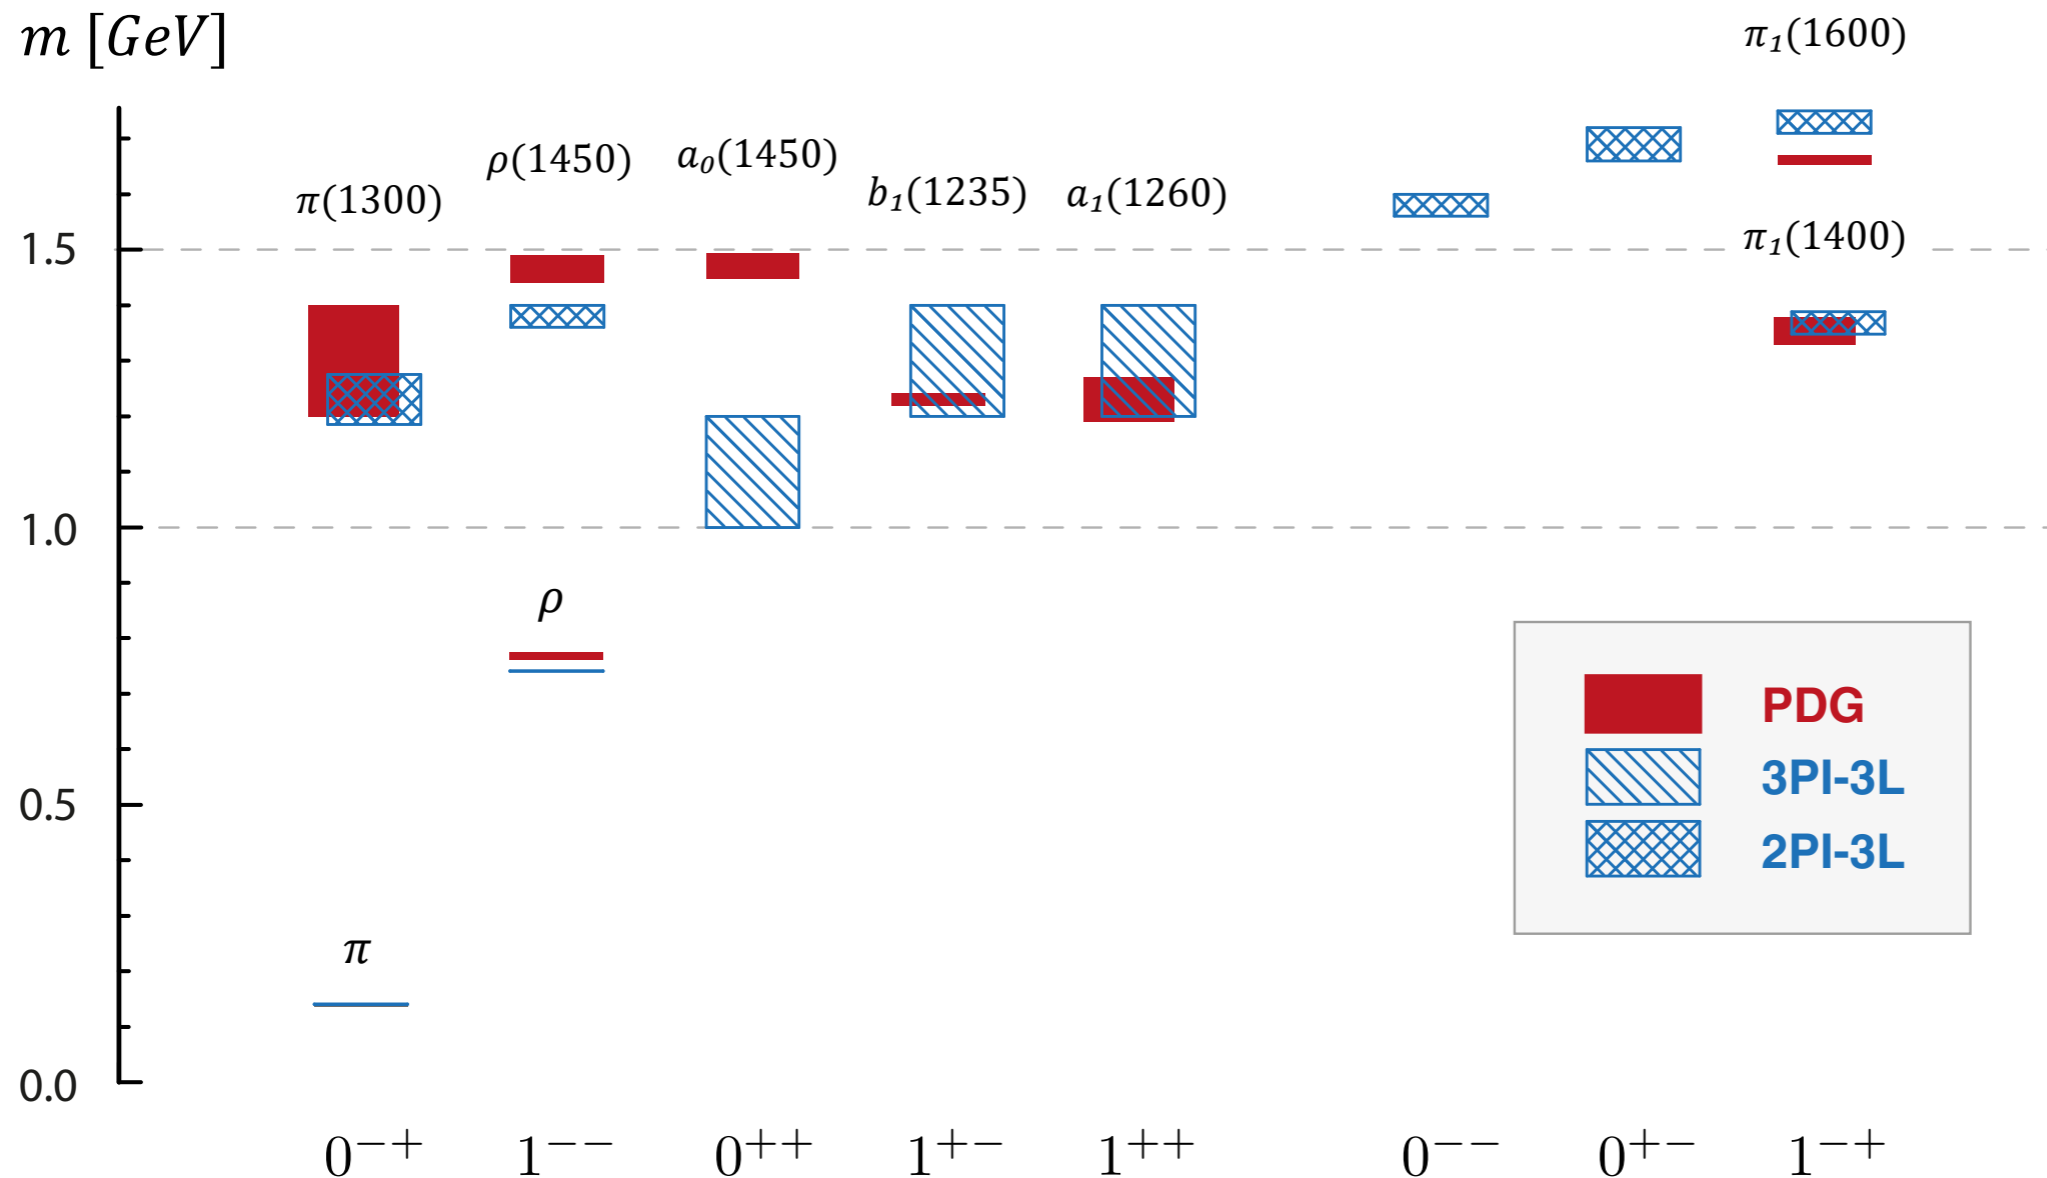 m [GeV]
π₁(1600)
ρ(1450)
a₀(1450)
π(1300)
b₁(1235)
a₁(1260)
π₁(1400)
1.5
1.0
ρ
PDG
3PI-3L
0.5
2PI-3L
π
0.0
0⁻⁺ 1⁻⁻ 0⁺⁺ 1⁺⁻ 1⁺⁺ 0⁻⁻ 0⁺⁻ 1⁻⁺